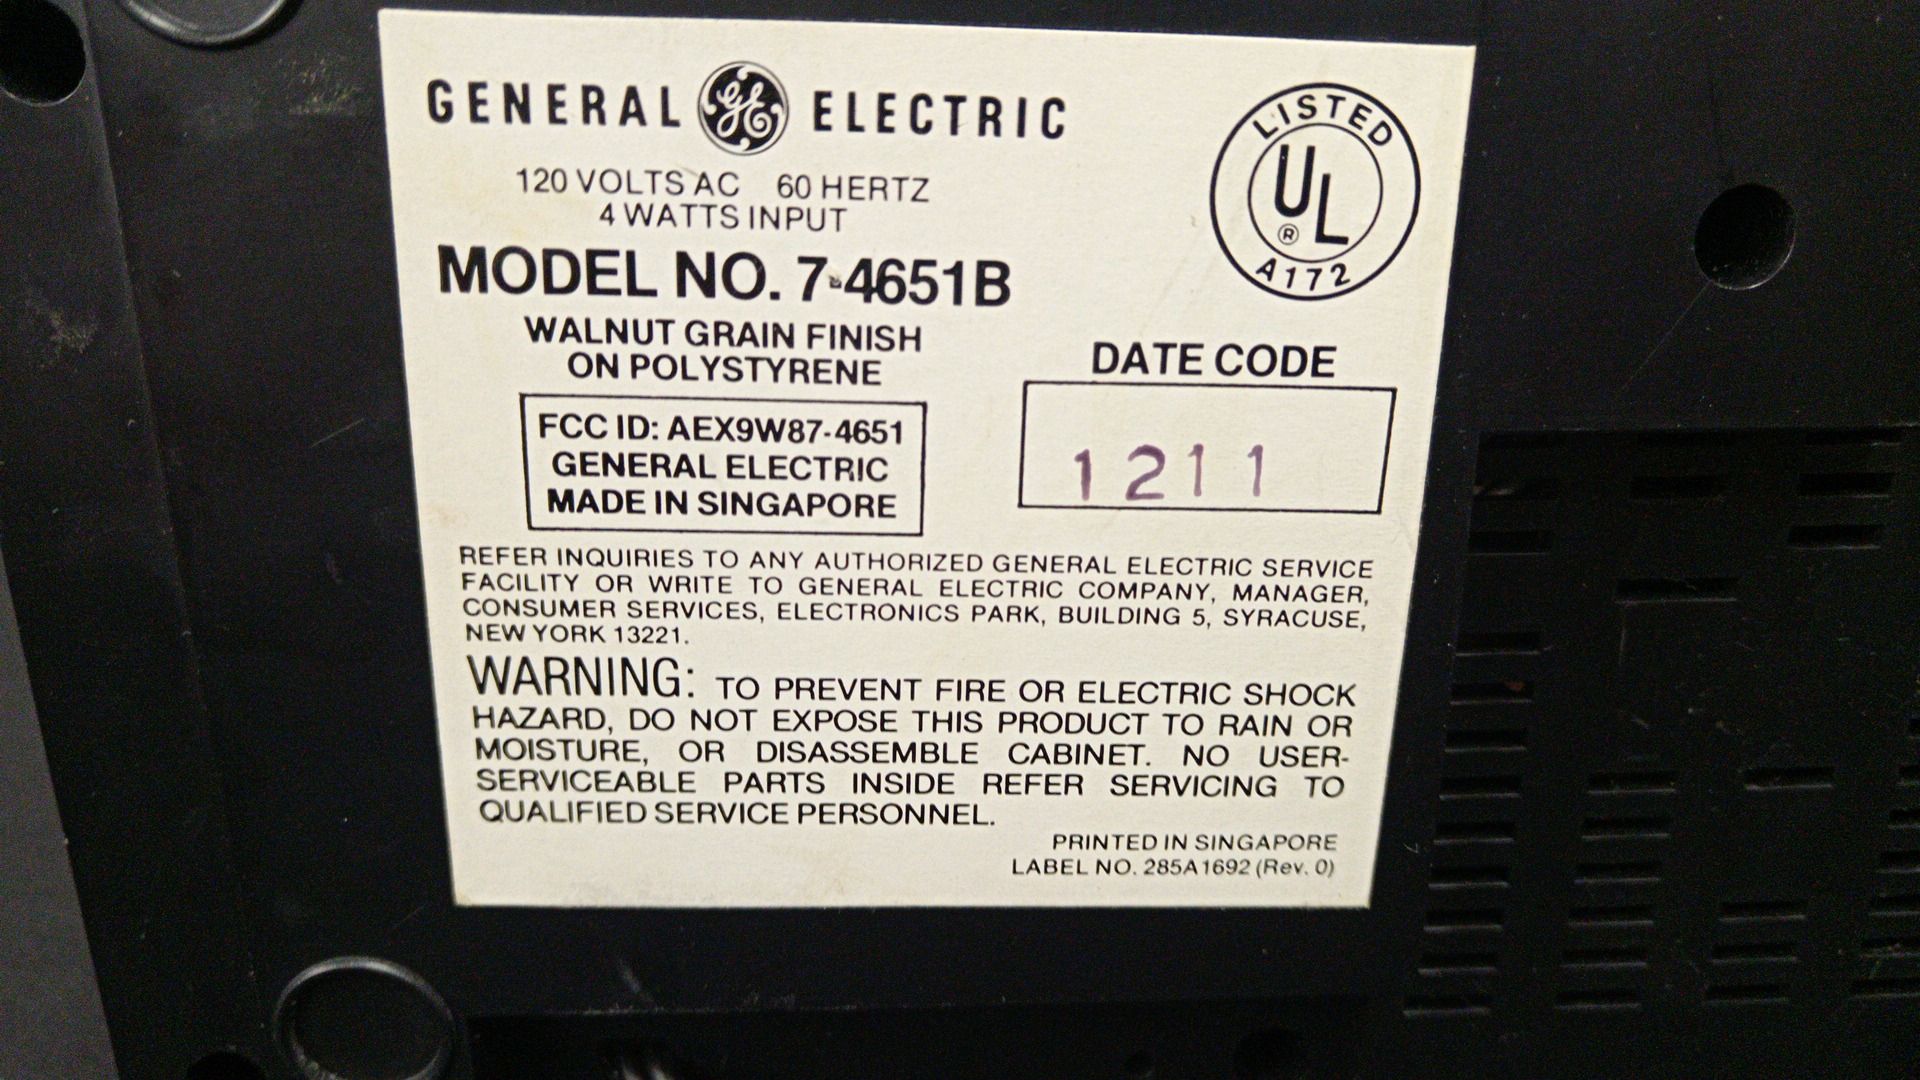 GENERAL GE ELECTRIC
LISTED
UL
®
A172
120 VOLTS AC 60 HERTZ
4 WATTS INPUT
MODEL NO. 7-4651B
WALNUT GRAIN FINISH
ON POLYSTYRENE
FCC ID: AEX9W87-4651
GENERAL ELECTRIC
MADE IN SINGAPORE
DATE CODE
1211
REFER INQUIRIES TO ANY AUTHORIZED GENERAL ELECTRIC SERVICE
FACILITY OR WRITE TO GENERAL ELECTRIC COMPANY, MANAGER,
CONSUMER SERVICES, ELECTRONICS PARK, BUILDING 5, SYRACUSE,
NEW YORK 13221.
WARNING: TO PREVENT FIRE OR ELECTRIC SHOCK
HAZARD, DO NOT EXPOSE THIS PRODUCT TO RAIN OR
MOISTURE, OR DISASSEMBLE CABINET. NO USER-
SERVICEABLE PARTS INSIDE REFER SERVICING TO
QUALIFIED SERVICE PERSONNEL.
PRINTED IN SINGAPORE
LABEL NO. 285A1692 (Rev. 0)